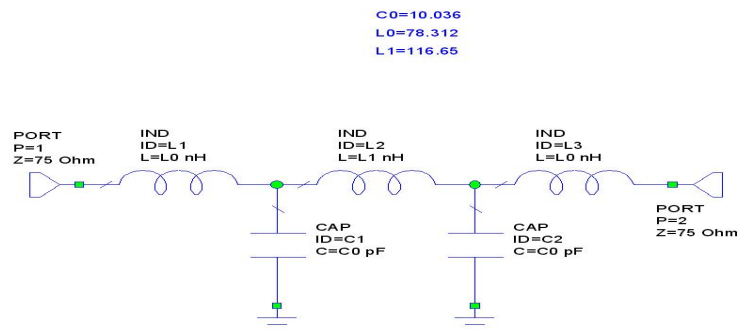 C0=10.036
L0=78.312
L1=116.65
PORT
P=1
Z=75 Ohm
IND
ID=L1
L=L0 nH
IND
ID=L2
L=L1 nH
IND
ID=L3
L=L0 nH
PORT
P=2
Z=75 Ohm
CAP
ID=C1
C=C0 pF
CAP
ID=C2
C=C0 pF